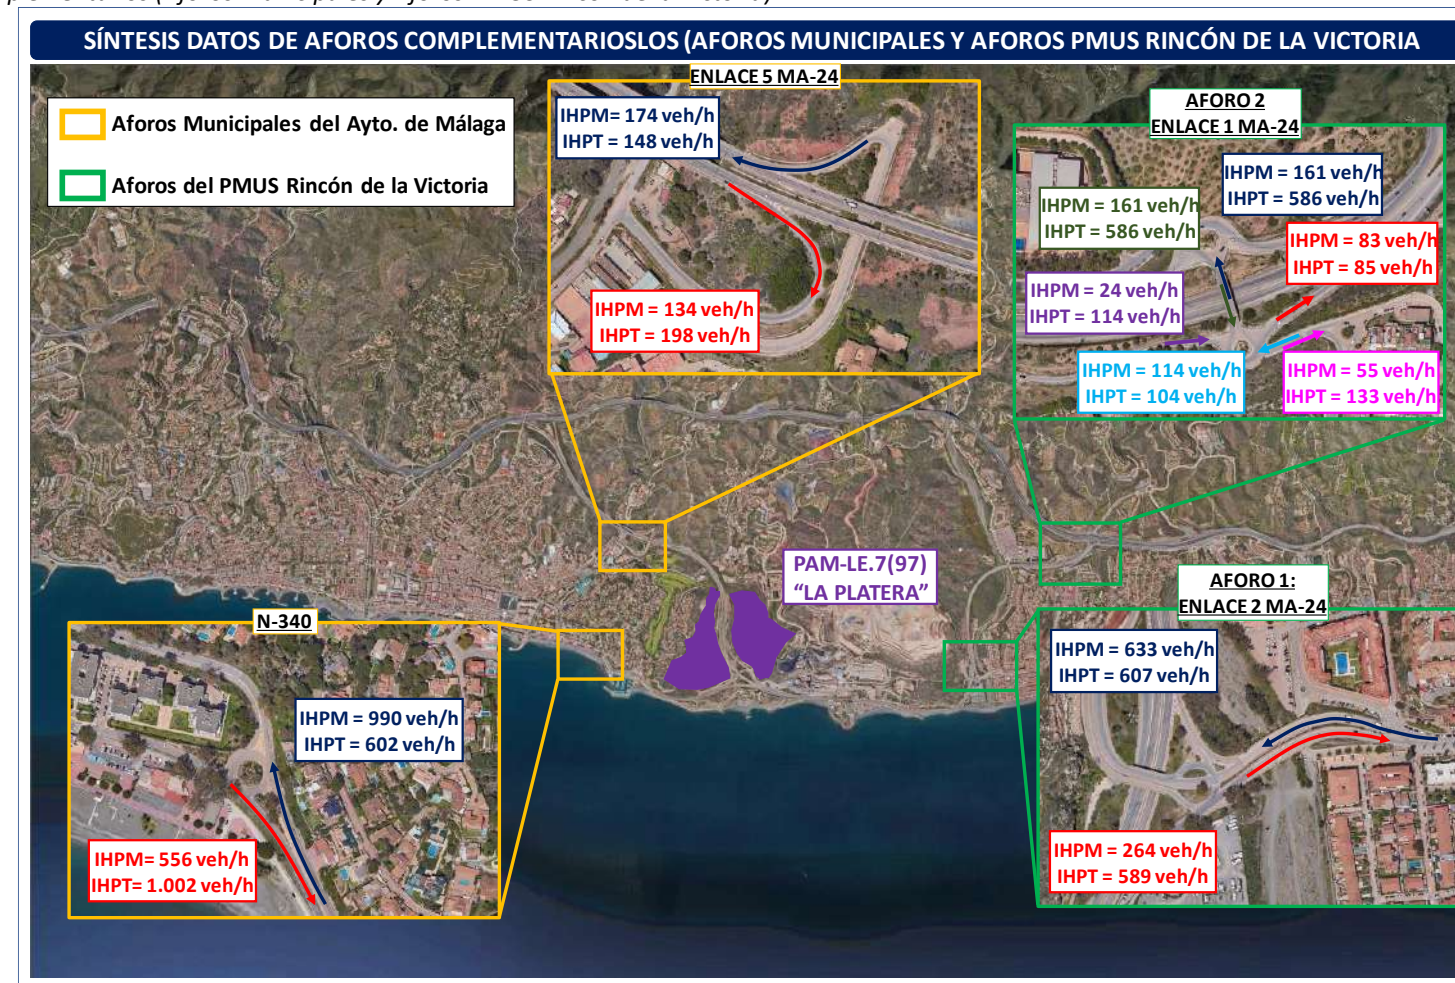 SÍNTESIS DATOS DE AFOROS COMPLEMENTARIOSLOS (AFOROS MUNICIPALES Y AFOROS PMUS RINCÓN DE LA VICTORIA
Aforos Municipales del Ayto. de Málaga
Aforos del PMUS Rincón de la Victoria
ENLACE 5 MA-24
IHPM= 174 veh/h
IHPT = 148 veh/h
IHPM = 134 veh/h
IHPT = 198 veh/h
AFORO 2
ENLACE 1 MA-24
IHPM = 161 veh/h
IHPT = 586 veh/h
IHPM = 161 veh/h
IHPT = 586 veh/h
IHPM = 83 veh/h
IHPT = 85 veh/h
IHPM = 24 veh/h
IHPT = 114 veh/h
IHPM = 114 veh/h
IHPT = 104 veh/h
IHPM = 55 veh/h
IHPT = 133 veh/h
PAM-LE.7(97)
“LA PLATERA”
N-340
IHPM = 990 veh/h
IHPT = 602 veh/h
IHPM= 556 veh/h
IHPT= 1.002 veh/h
AFORO 1:
ENLACE 2 MA-24
IHPM = 633 veh/h
IHPT = 607 veh/h
IHPM = 264 veh/h
IHPT = 589 veh/h